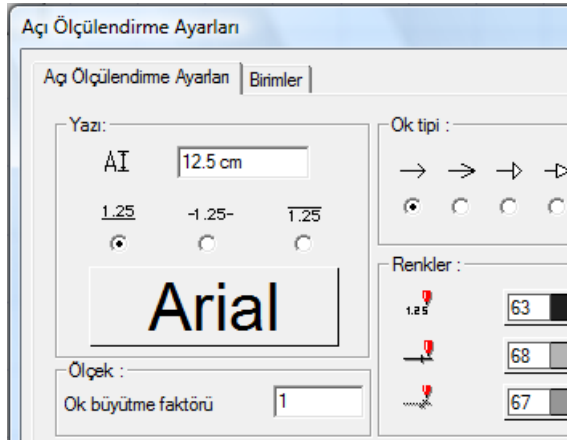 Açı Ölçülendirme Ayarları
Açı Ölçülendirme Ayarları
Birimler
Yazı:
AI
12.5 cm
1.25
-1.25-
1.25
Arial
Ölçek :
Ok büyütme faktörü
1
Ok tipi :
Renkler :
1.25
63
68
67